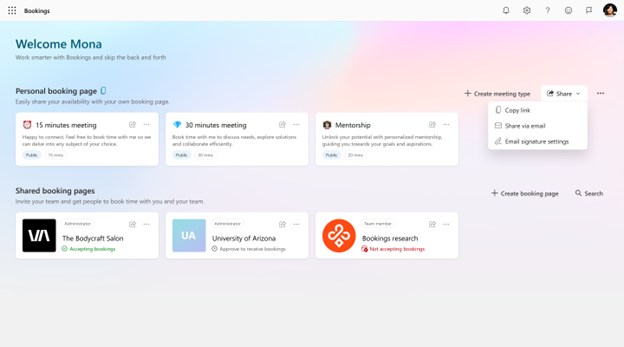 Bookings
Welcome Mona
Work smarter with Bookings and skip the back and forth
Personal booking page
Create meeting type
Share
Easily share your availability with your own booking page.
Copy link
Share via email
Email signature settings
15 minutes meeting
Happy to connect! Feel free to book time with me so we
can delve into any subject of your choice.
Public
15 mins
30 minutes meeting
Book time with me to discuss needs, explore solutions
and collaborate efficiently.
Public
30 mins
Mentorship
Unlock your potential with personalized mentorship,
guiding you towards your goals and aspirations.
Public
20 mins
Shared booking pages
Create booking page
Search
Invite your team and get people to book time with you and your team.
Administrator
The Bodycraft Salon
Accepting bookings
UA
Administrator
University of Arizona
Approve to receive bookings
Team member
Bookings research
Not accepting bookings